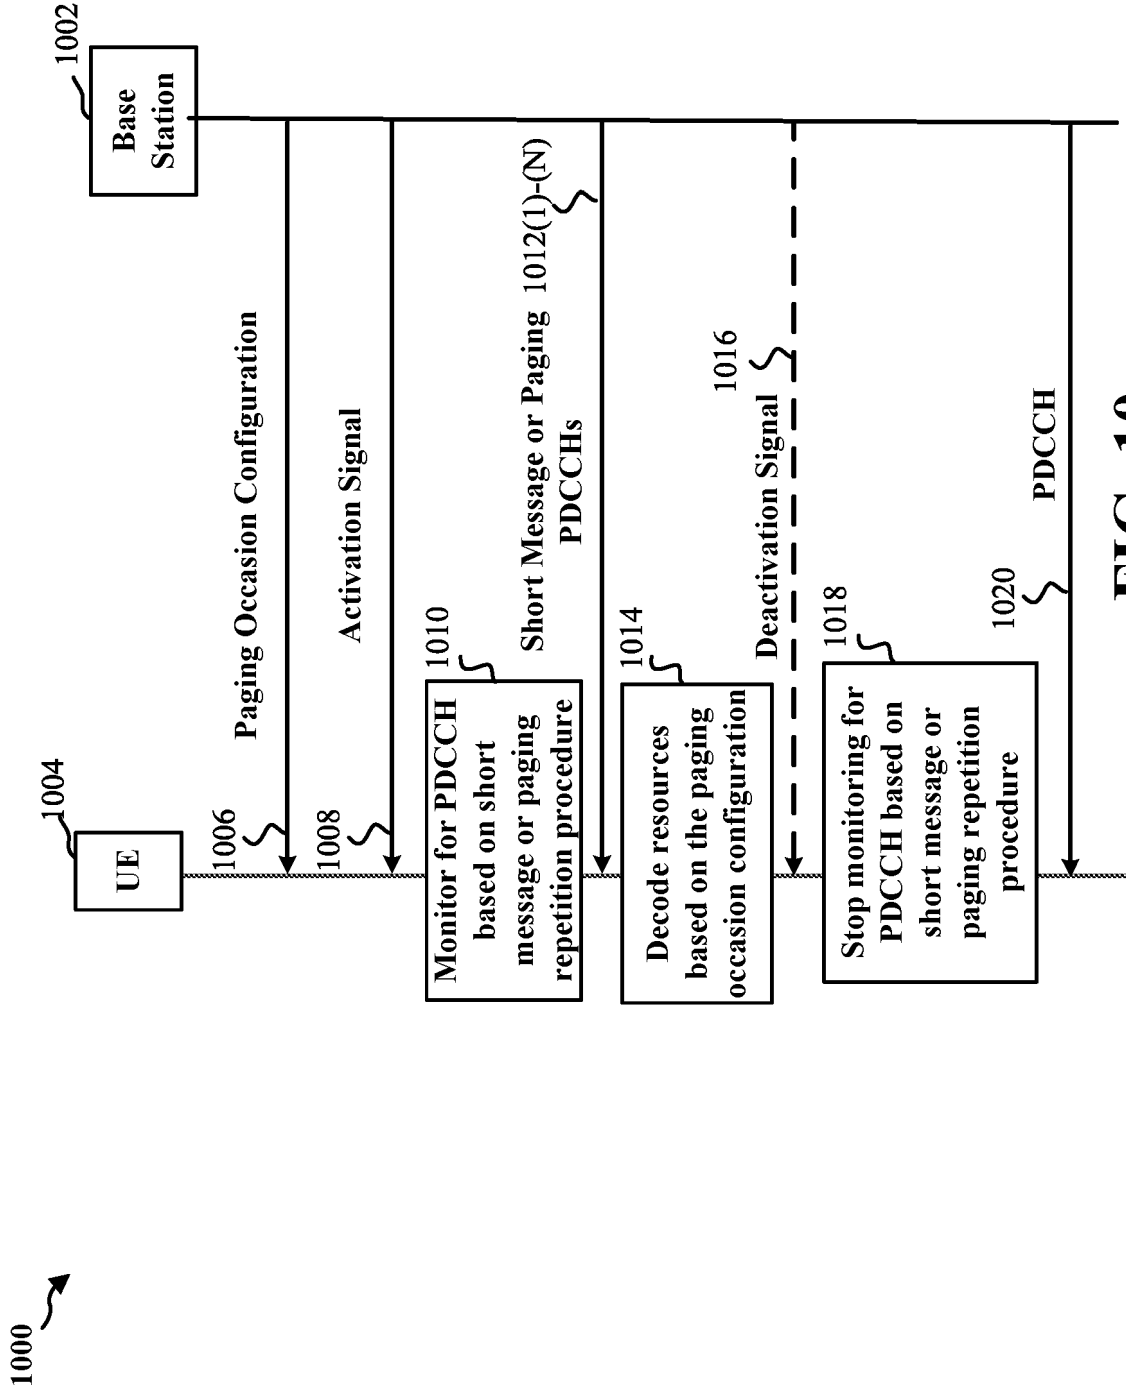 1000
1004
UE
1002
Base
Station
Paging Occasion Configuration
1006
Activation Signal
1008
1010
Monitor for PDCCH
based on short
message or paging
repetition procedure
Short Message or Paging 1012(1)-(N)
PDCCHs
1014
Decode resources
based on the paging
occasion configuration
1016
Deactivation Signal
1018
Stop monitoring for
PDCCH based on
short message or
paging repetition
procedure
PDCCH
1020